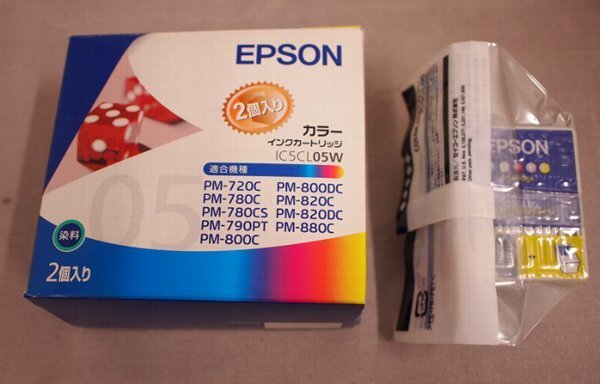 EPSON
2個入り
カラー
インクカートリッジ
IC5CL05W
適合機種
PM-720C PM-800DC
PM-780C PM-820C
PM-780CS PM-820DC
PM-790PT PM-880C
PM-800C
05
染料
2個入り
EPSON